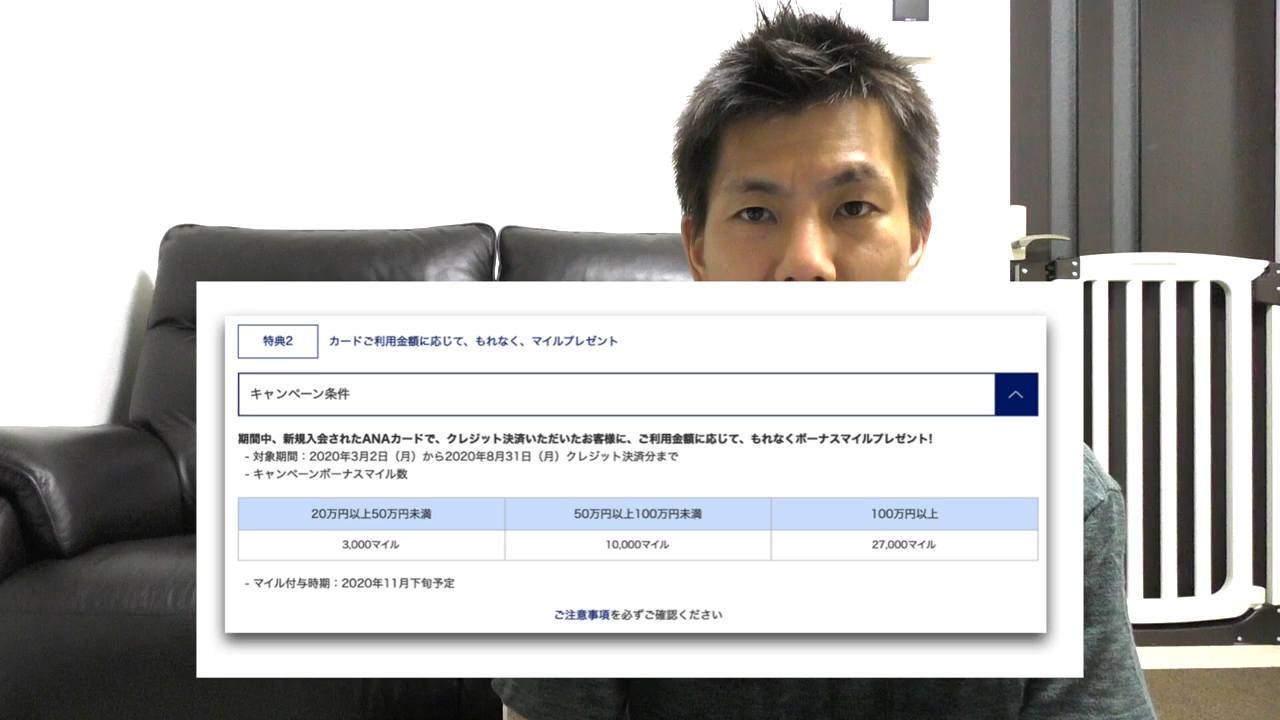 特典2
カードご利用金額に応じて、もれなく、マイルプレゼント
キャンペーン条件
期間中、新規入会されたANAカードで、クレジット決済いただいたお客様に、ご利用金額に応じて、もれなくボーナスマイルプレゼント!
- 対象期間：2020年3月2日（月）から2020年8月31日（月）クレジット決済分まで
- キャンペーンボーナスマイル数
20万円以上50万円未満
50万円以上100万円未満
100万円以上
3,000マイル
10,000マイル
27,000マイル
- マイル付与時期：2020年11月下旬予定
ご注意事項を必ずご確認ください